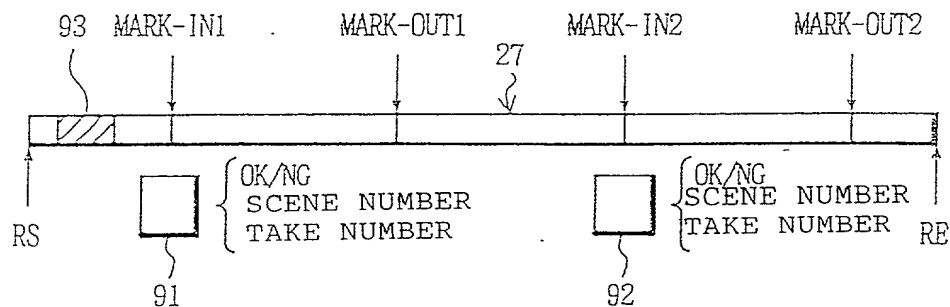 93 MARK-IN1 MARK-OUT1 27 MARK-IN2 MARK-OUT2
OK/NG
SCENE NUMBER
TAKE NUMBER
OK/NG
SCENE NUMBER
TAKE NUMBER
RS
RE
91
92